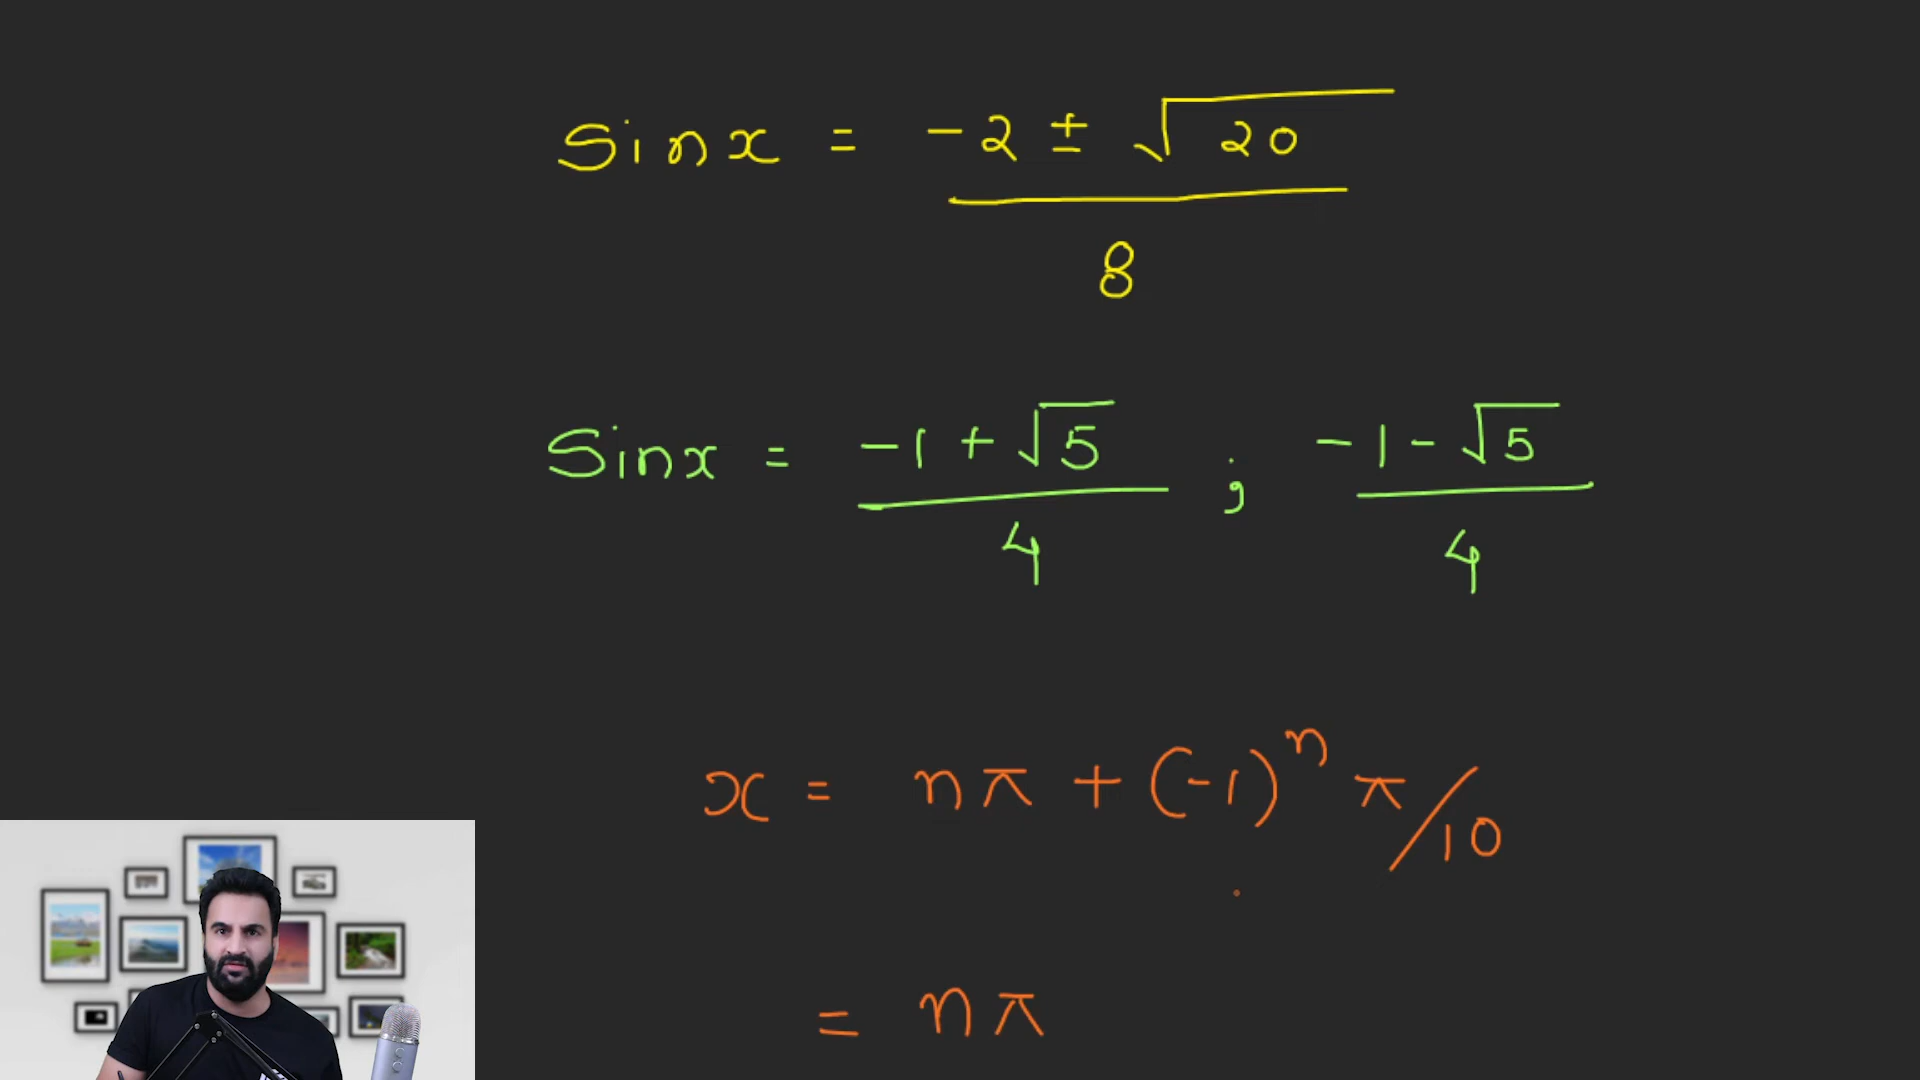 Sinx = -2 ± √20 / 8
Sinx = -1 + √5 / 4 ; -1 - √5 / 4
x = nπ + (-1)ⁿ π/10
= nπ